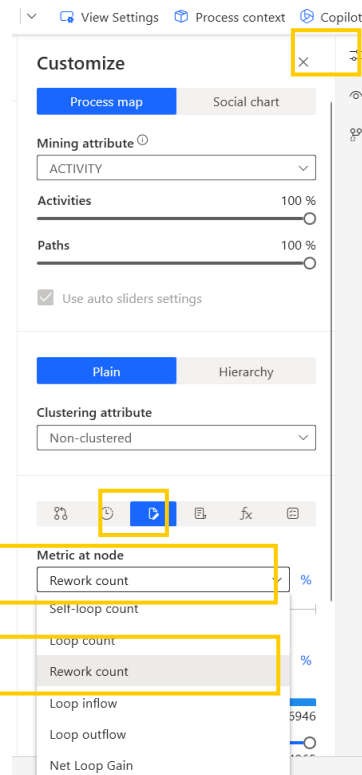 View Settings Process context Copilot
Customize
Process map Social chart
Mining attribute
ACTIVITY
Activities 100 %
Paths 100 %
Use auto sliders settings
Plain Hierarchy
Clustering attribute
Non-clustered
fx
Metric at node
Rework count %
Self-loop count
Loop count
%
Rework count
Loop inflow
6946
Loop outflow
Net Loop Gain